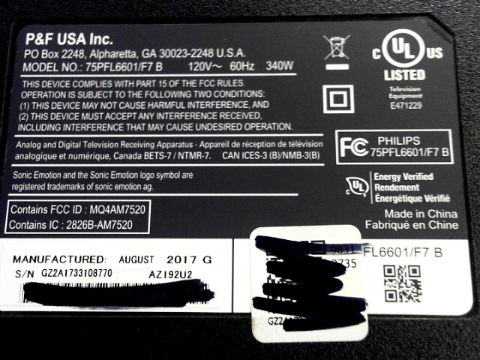 P&F USA Inc.
PO Box 2248, Alpharetta, GA 30023-2248 U.S.A.
MODEL NO.: 75PFL6601/F7 B 120V~ 60Hz 340W
THIS DEVICE COMPLIES WITH PART 15 OF THE FCC RULES.
OPERATION IS SUBJECT TO THE FOLLOWING TWO CONDITIONS:
(1) THIS DEVICE MAY NOT CAUSE HARMFUL INTERFERENCE, AND
(2) THIS DEVICE MUST ACCEPT ANY INTERFERENCE RECEIVED,
INCLUDING INTERFERENCE THAT MAY CAUSE UNDESIRED OPERATION.
Analog and Digital Television Receiving Apparatus - Appareil de réception de télévision
analogique et numérique, Canada BETS-7 / NTMR-7. CAN ICES-3 (B)/NMB-3(B)
Sonic Emotion and the Sonic Emotion logo symbol are
registered trademarks of sonic emotion ag.
Contains FCC ID : MQ4AM7520
Contains IC : 2826B-AM7520
C UL US
LISTED
Television
Equipment
E471229
FC PHILIPS
75PFL6601/F7 B
C UL
Energy Verified
Rendement
Énergétique Vérifié
Made in China
Fabriqué en Chine
MANUFACTURED: AUGUST 2017 G
S/N GZ2A1733108770 AZ192U2
FL6601/F7 B
735
GZ2A1